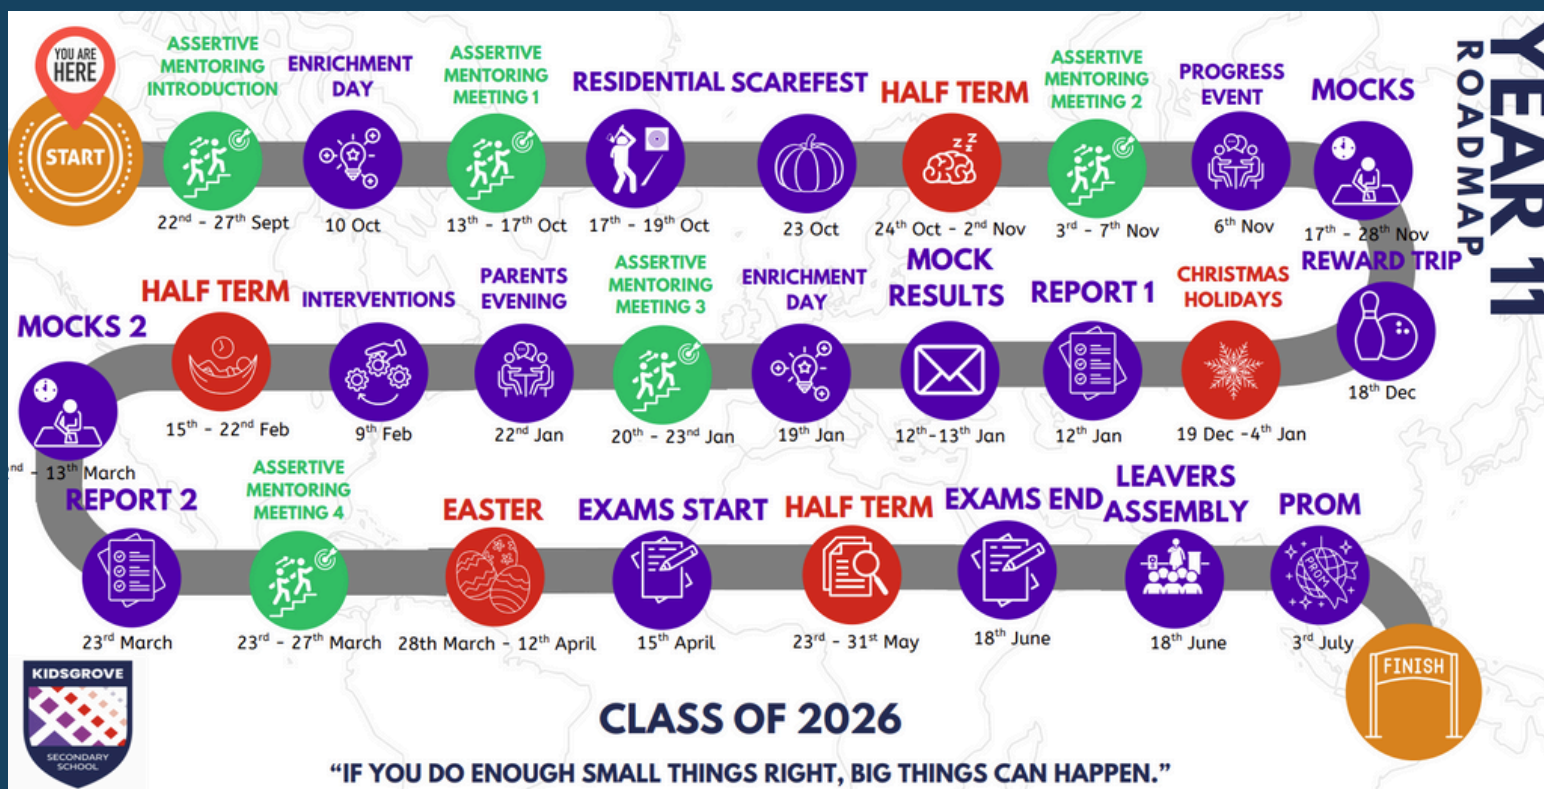 YOU ARE
HERE
START
ASSERTIVE
MENTORING
INTRODUCTION
22nd - 27th Sept
ENRICHMENT
DAY
10 Oct
ASSERTIVE
MENTORING
MEETING 1
13th - 17th Oct
RESIDENTIAL
17th - 19th Oct
SCAREFEST
23 Oct
HALF TERM
24th Oct - 2nd Nov
ASSERTIVE
MENTORING
MEETING 2
3rd - 7th Nov
PROGRESS
EVENT
6th Nov
MOCKS
17th - 28th Nov
YEAR 11
ROADMAP
REWARD TRIP
18th Dec
CHRISTMAS
HOLIDAYS
19 Dec -4th Jan
REPORT 1
12th Jan
MOCK
RESULTS
12th-13th Jan
ENRICHMENT
DAY
19th Jan
ASSERTIVE
MENTORING
MEETING 3
20th - 23rd Jan
PARENTS
EVENING
22nd Jan
INTERVENTIONS
9th Feb
HALF TERM
15th - 22nd Feb
MOCKS 2
nd - 13th March
REPORT 2
23rd March
ASSERTIVE
MENTORING
MEETING 4
23rd - 27th March
EASTER
28th March - 12th April
EXAMS START
15th April
HALF TERM
23rd - 31st May
EXAMS END
18th June
LEAVERS
ASSEMBLY
18th June
PROM
PROM
3rd July
FINISH
KIDSGROVE
SECONDARY
SCHOOL
CLASS OF 2026
“IF YOU DO ENOUGH SMALL THINGS RIGHT, BIG THINGS CAN HAPPEN.”